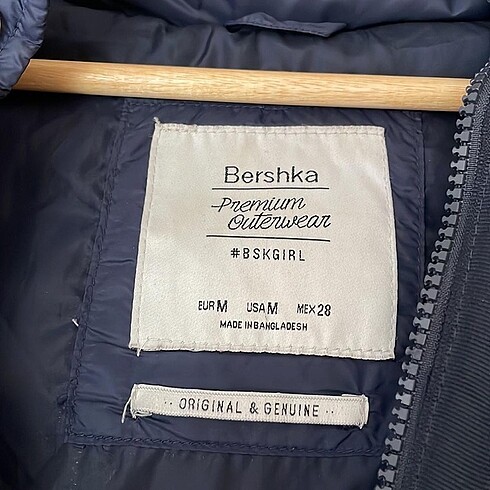 Bershka
Premium
Outerwear
#BSKGIRL
EUR M USA M MEX 28
MADE IN BANGLADESH
·· ORIGINAL & GENUINE ··